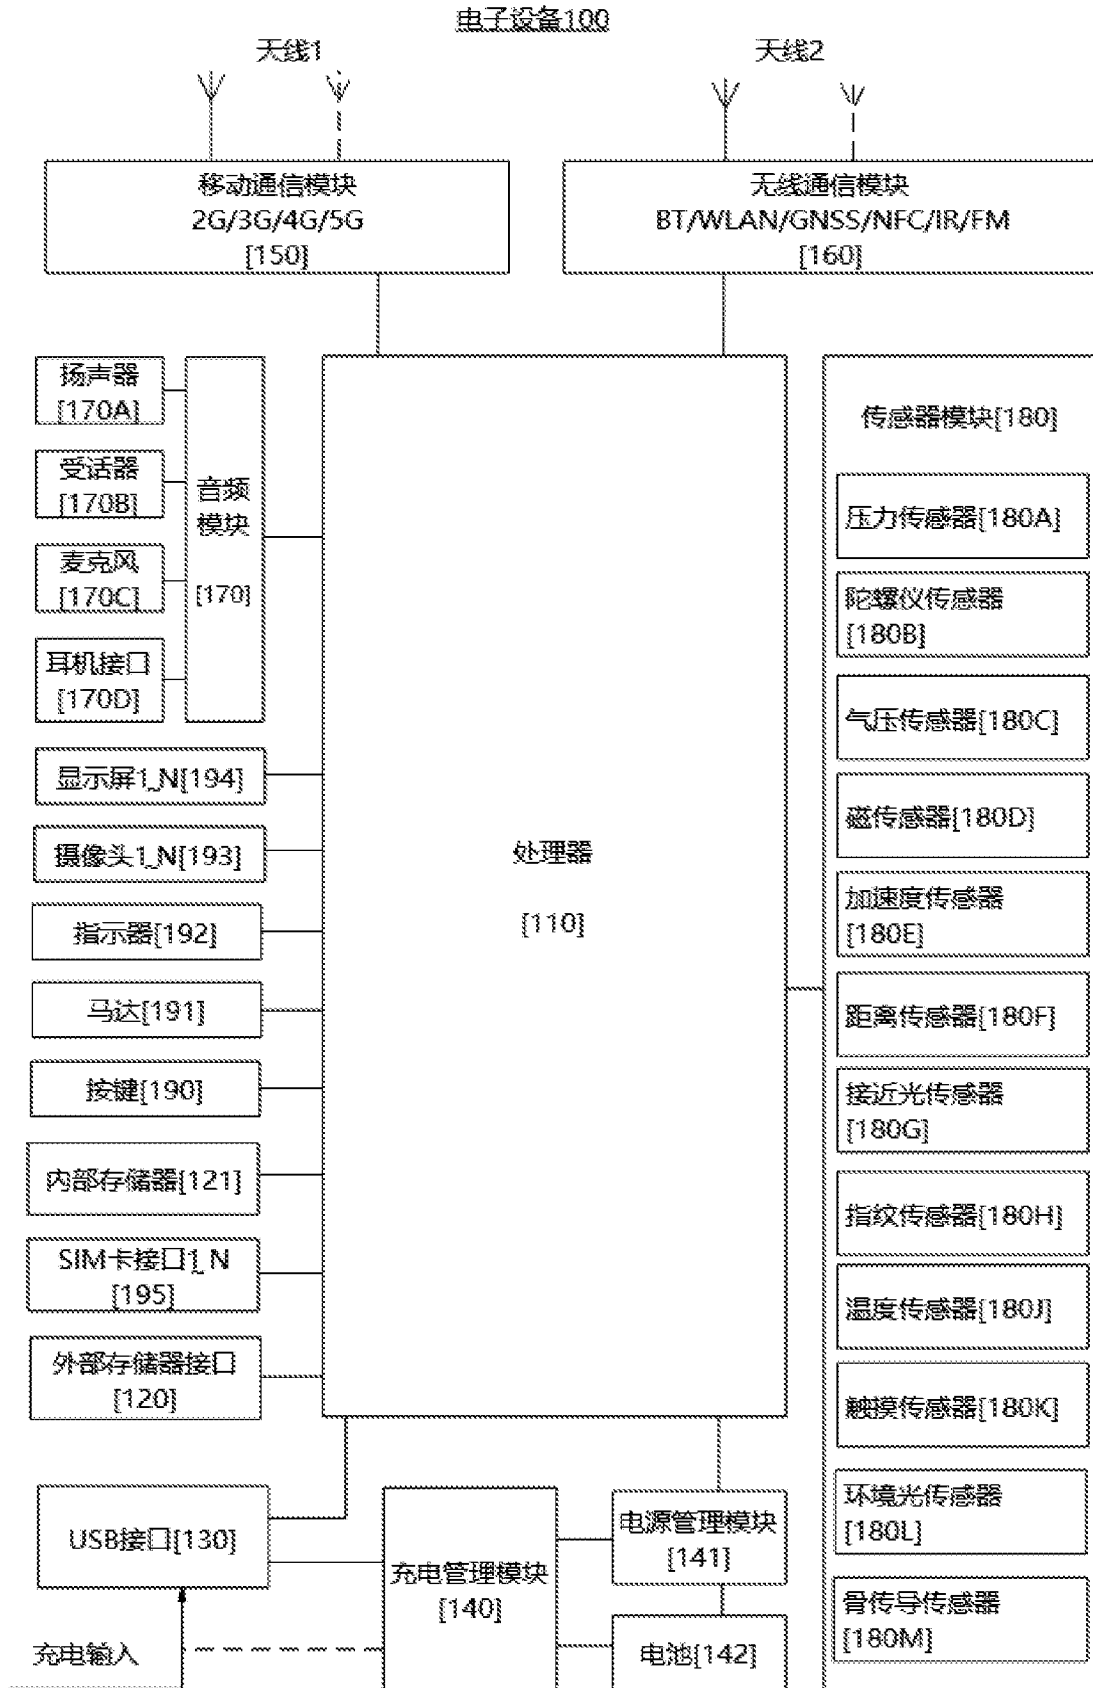 电子设备100
天线1
天线2
移动通信模块
2G/3G/4G/5G
[150]
无线通信模块
BT/WLAN/GNSS/NFC/IR/FM
[160]
扬声器
[170A]
受话器
[170B]
麦克风
[170C]
耳机接口
[170D]
音频
模块
[170]
显示屏1_N[194]
摄像头1_N[193]
指示器[192]
马达[191]
按键[190]
内部存储器[121]
SIM卡接口1_N
[195]
外部存储器接口
[120]
处理器
[110]
传感器模块[180]
压力传感器[180A]
陀螺仪传感器
[180B]
气压传感器[180C]
磁传感器[180D]
加速度传感器
[180E]
距离传感器[180F]
接近光传感器
[180G]
指纹传感器[180H]
温度传感器[180J]
触摸传感器[180K]
环境光传感器
[180L]
骨传导传感器
[180M]
USB接口[130]
充电输入
充电管理模块
[140]
电源管理模块
[141]
电池[142]